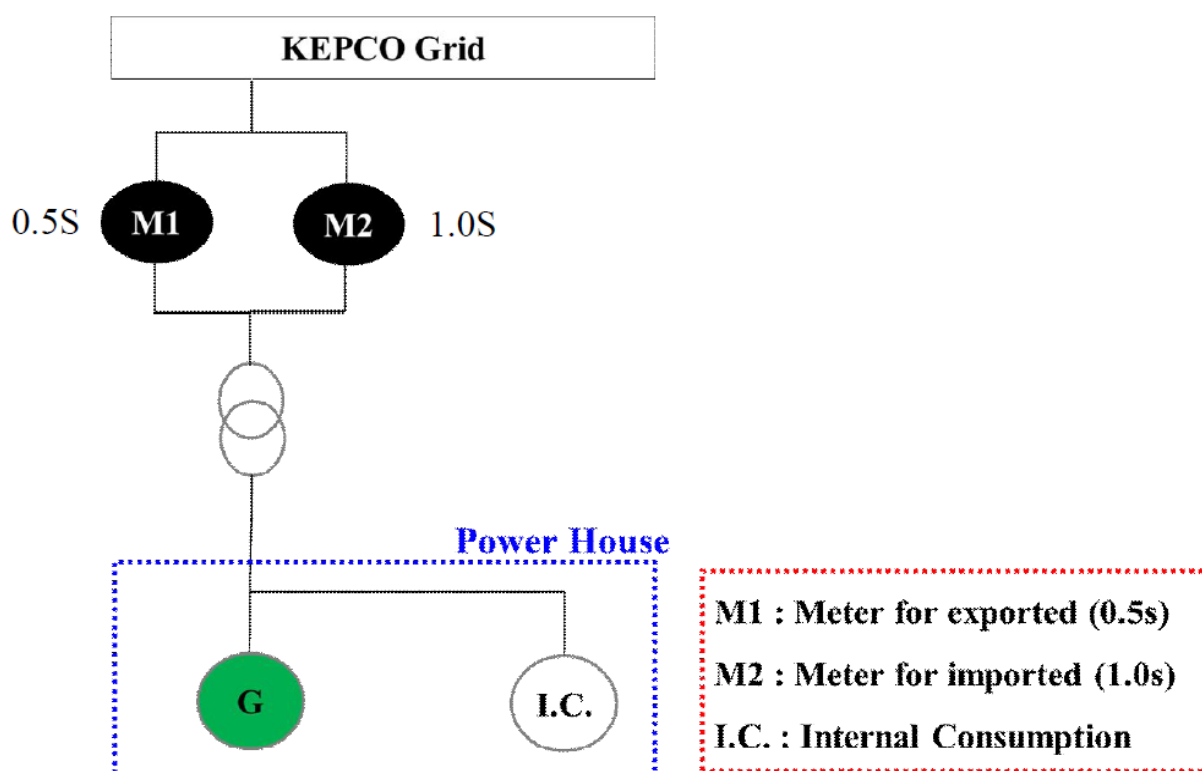 KEPCO Grid
0.5S
M1
M2
1.0S
Power House
G
I.C.
M1 : Meter for exported (0.5s)
M2 : Meter for imported (1.0s)
I.C. : Internal Consumption